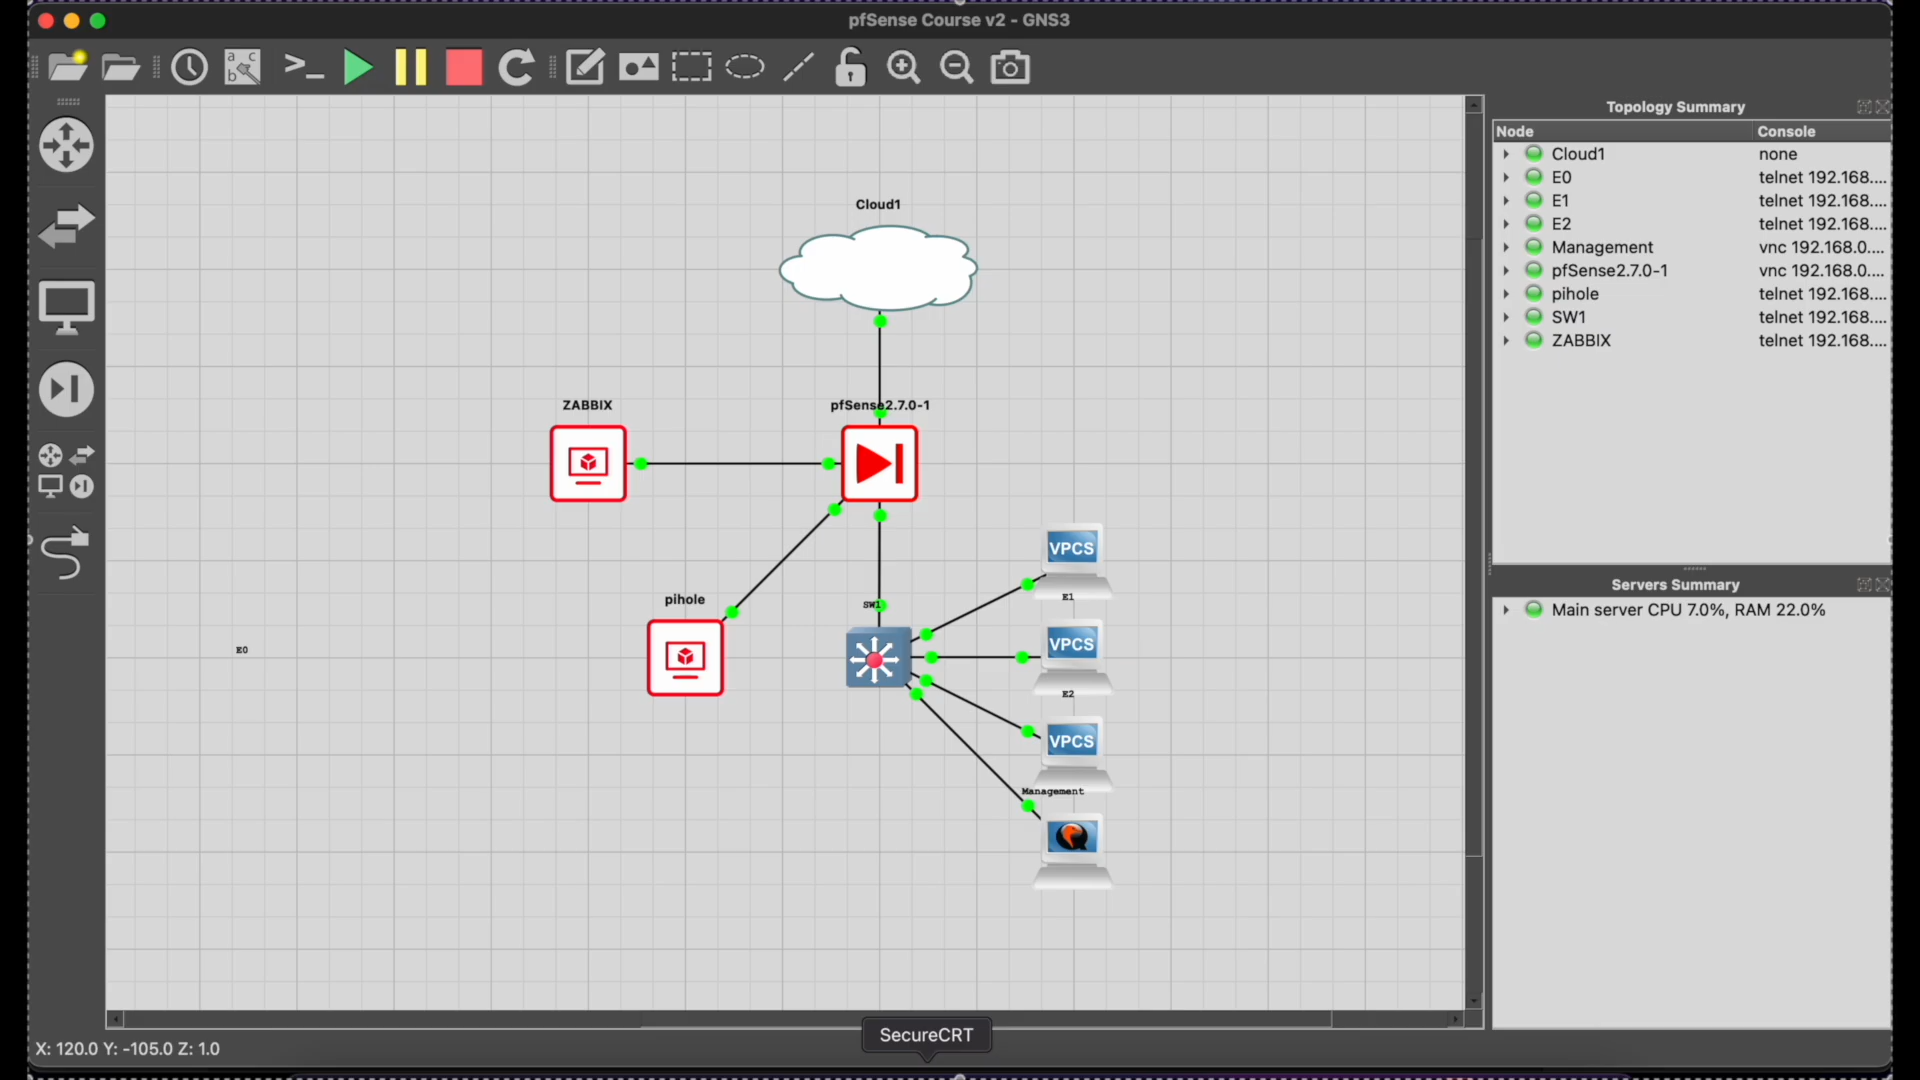 pfSense Course v2 - GNS3
a c
b
>_
Topology Summary
Node Console
Cloud1 none
E0 telnet 192.168....
E1 telnet 192.168....
E2 telnet 192.168....
Management vnc 192.168.0....
pfSense2.7.0-1 vnc 192.168.0....
pihole telnet 192.168....
SW1 telnet 192.168....
ZABBIX telnet 192.168....
Cloud1
ZABBIX
pfSense2.7.0-1
VPCS
E1
pihole
SW1
VPCS
E0
E2
VPCS
Management
Servers Summary
Main server CPU 7.0%, RAM 22.0%
SecureCRT
X: 120.0 Y: -105.0 Z: 1.0